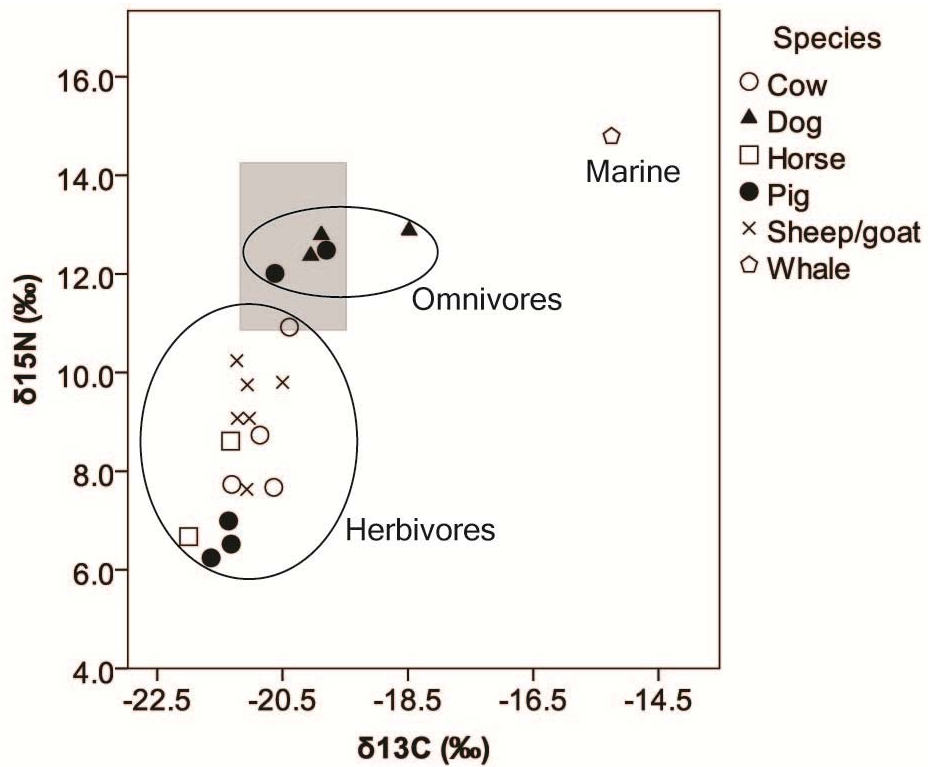 Species
Cow
Dog
Horse
Pig
Sheep/goat
Whale
16.0
14.0
12.0
10.0
8.0
6.0
4.0
δ15N (‰)
Marine
Omnivores
Herbivores
-22.5 -20.5 -18.5 -16.5 -14.5
δ13C (‰)